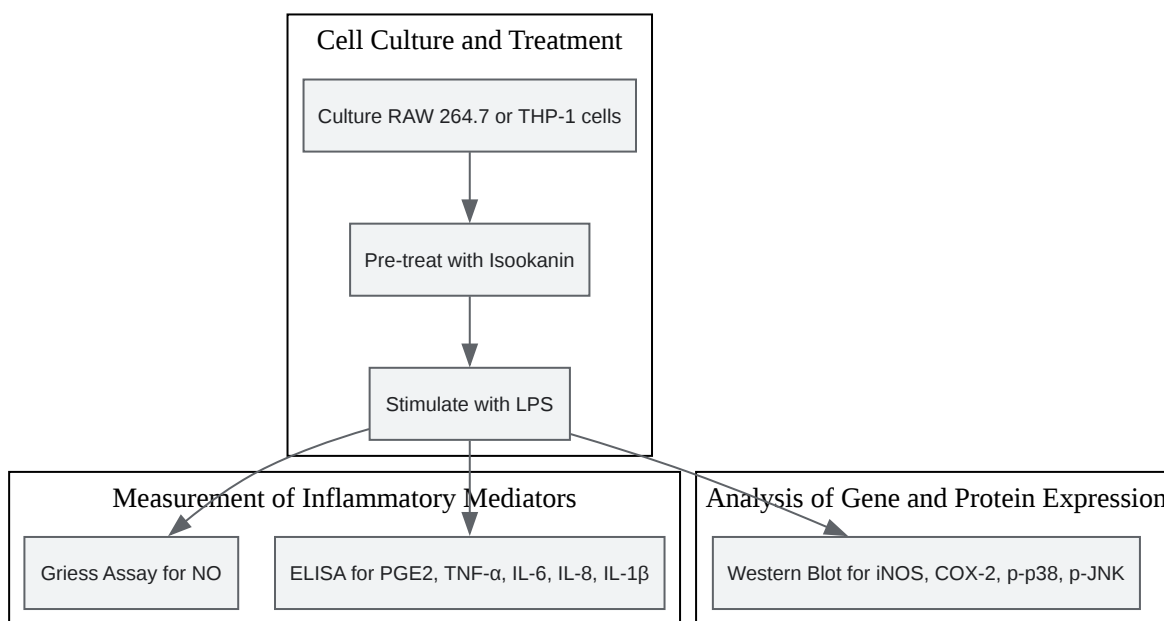 Cell Culture and Treatment
Culture RAW 264.7 or THP-1 cells
Pre-treat with Isookanin
Stimulate with LPS
Measurement of Inflammatory Mediators
Analysis of Gene and Protein Expression
Griess Assay for NO
ELISA for PGE2, TNF-α, IL-6, IL-8, IL-1β
Western Blot for iNOS, COX-2, p-p38, p-JNK